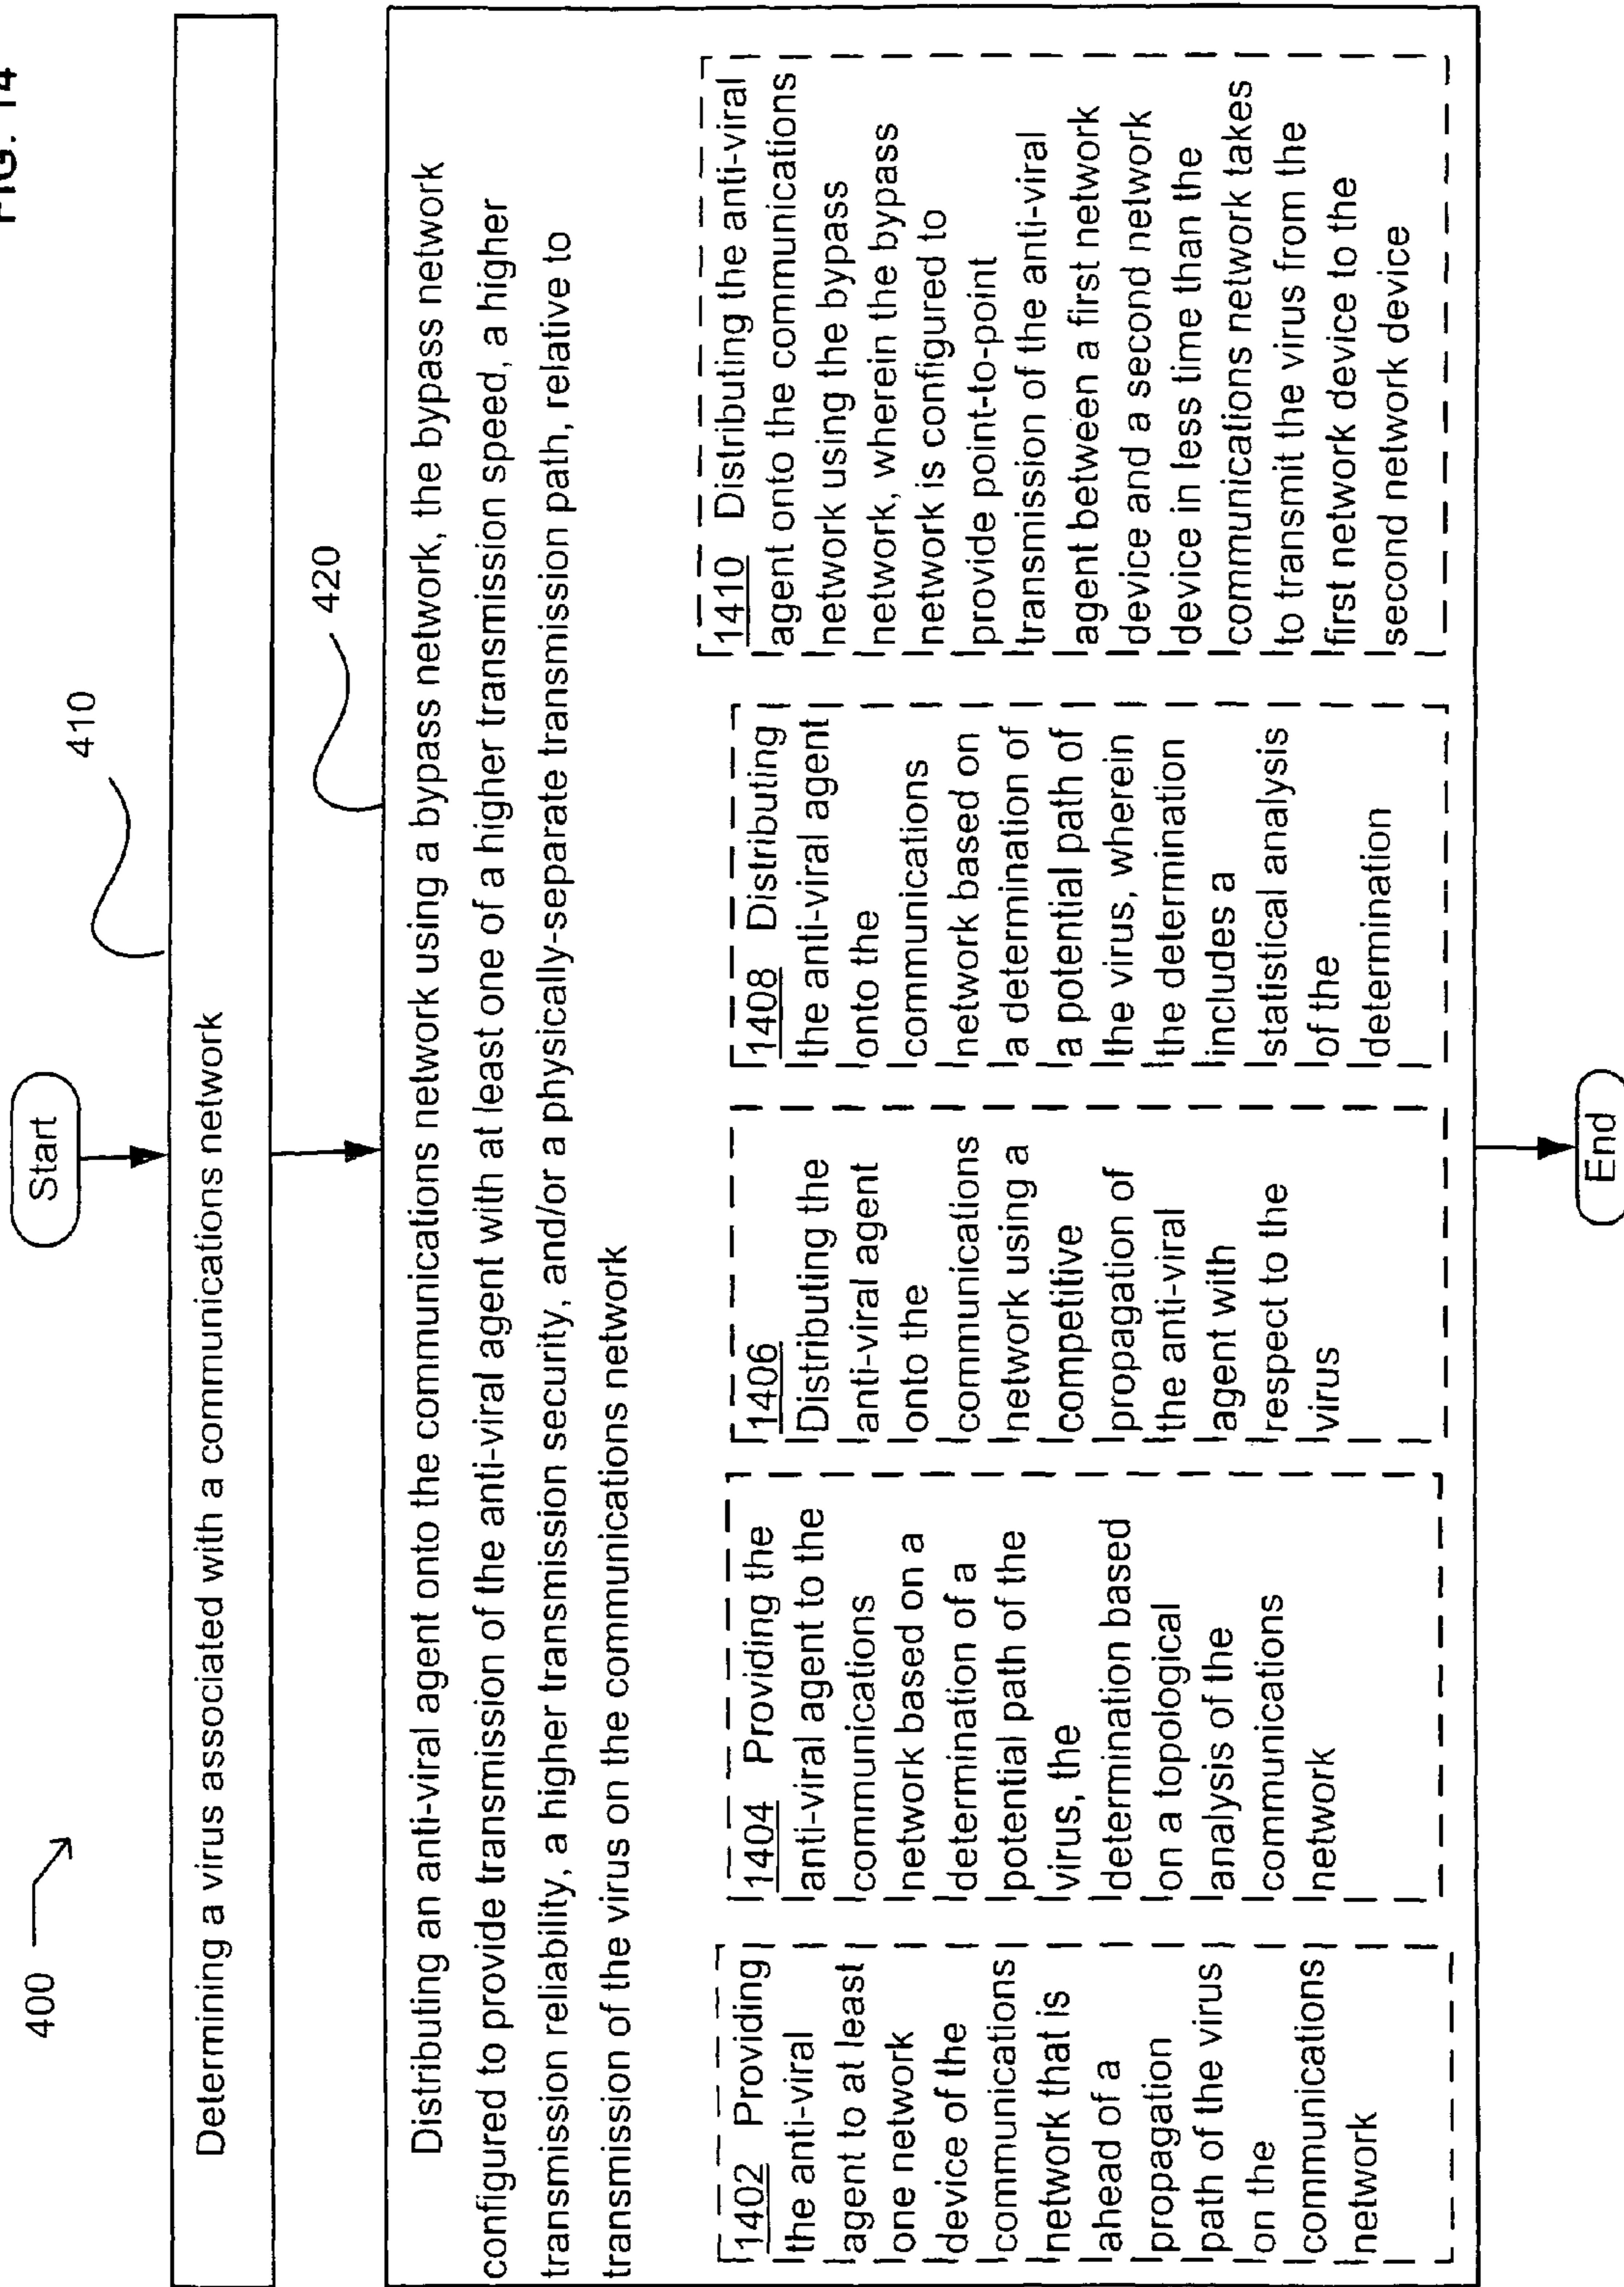 FIG. 14
400
Start
410
Determining a virus associated with a communications network
420
Distributing an anti-viral agent onto the communications network using a bypass network, the bypass network
configured to provide transmission of the anti-viral agent with at least one of a higher transmission speed, a higher
transmission reliability, a higher transmission security, and/or a physically-separate transmission path, relative to
transmission of the virus on the communications network
1402 Providing
the anti-viral
agent to at least
one network
device of the
communications
network that is
ahead of a
propagation
path of the virus
on the
communications
network
1404 Providing the
anti-viral agent to the
communications
network based on a
determination of a
potential path of the
virus, the
determination based
on a topological
analysis of the
communications
network
1406
Distributing the
anti-viral agent
onto the
communications
network using a
competitive
propagation of
the anti-viral
agent with
respect to the
virus
1408 Distributing
the anti-viral agent
onto the
communications
network based on
a determination of
a potential path of
the virus, wherein
the determination
includes a
statistical analysis
of the
determination
1410 Distributing the anti-viral
agent onto the communications
network using the bypass
network, wherein the bypass
network is configured to
provide point-to-point
transmission of the anti-viral
agent between a first network
device and a second network
device in less time than the
communications network takes
to transmit the virus from the
first network device to the
second network device
End